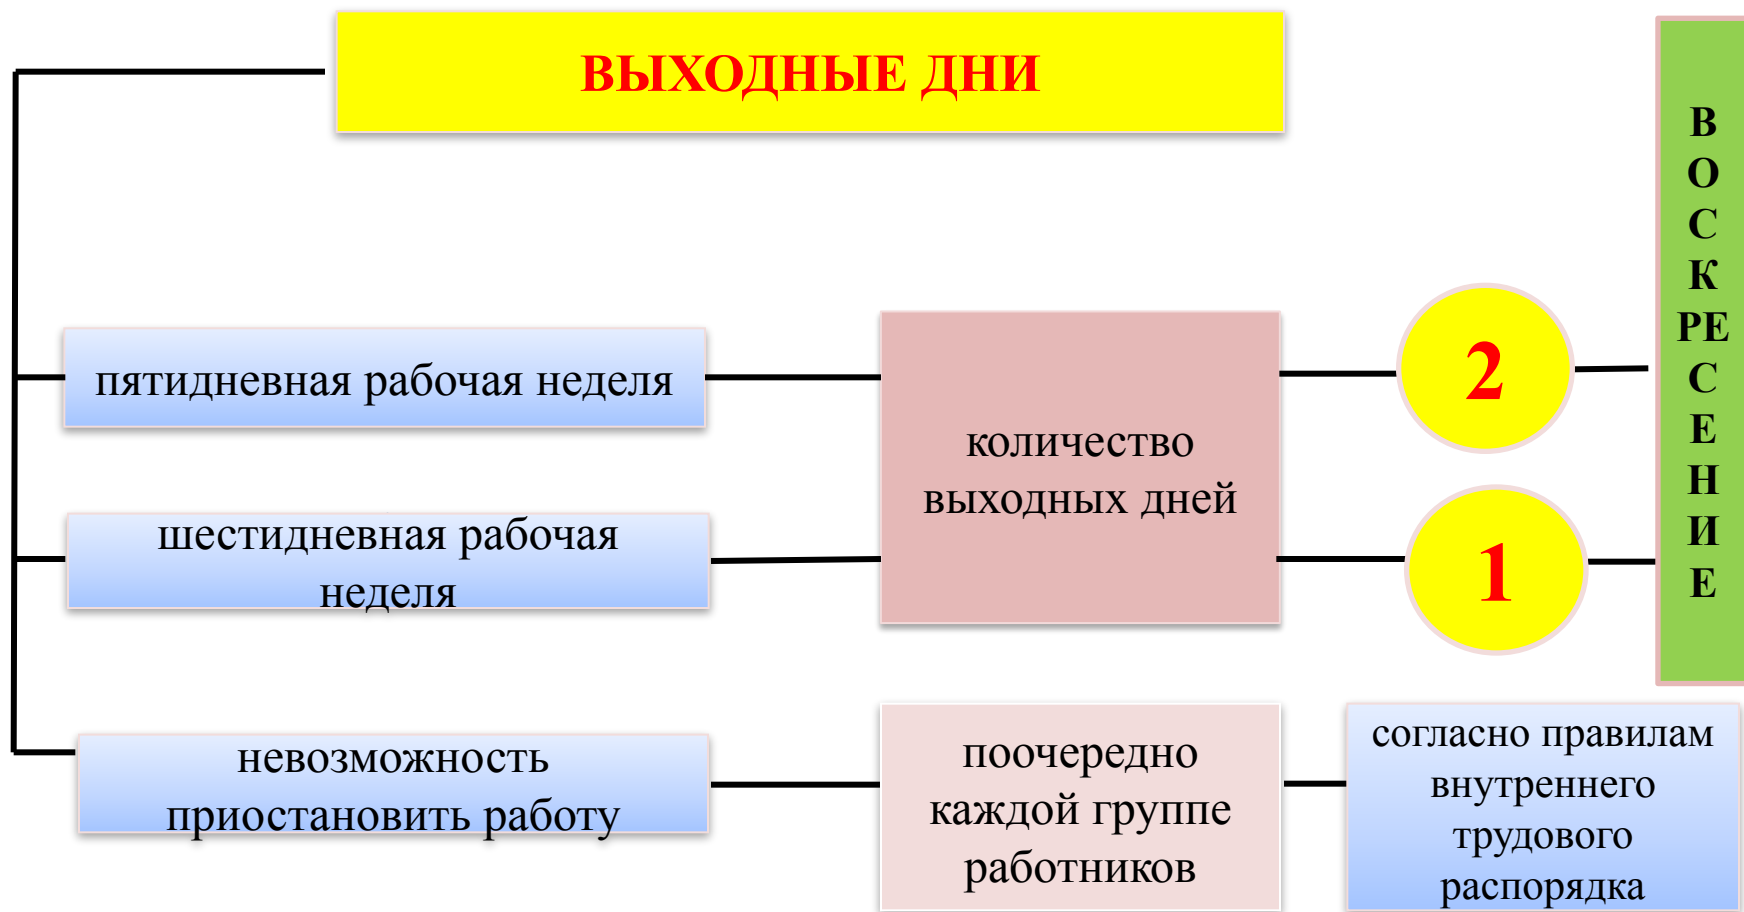 ВЫХОДНЫЕ ДНИ
В
О
С
К
РЕ
С
Е
Н
И
Е
пятидневная рабочая неделя
количество
выходных дней
2
шестидневная рабочая
неделя
1
невозможность
приостановить работу
поочередно
каждой группе
работников
согласно правилам
внутреннего
трудового
распорядка